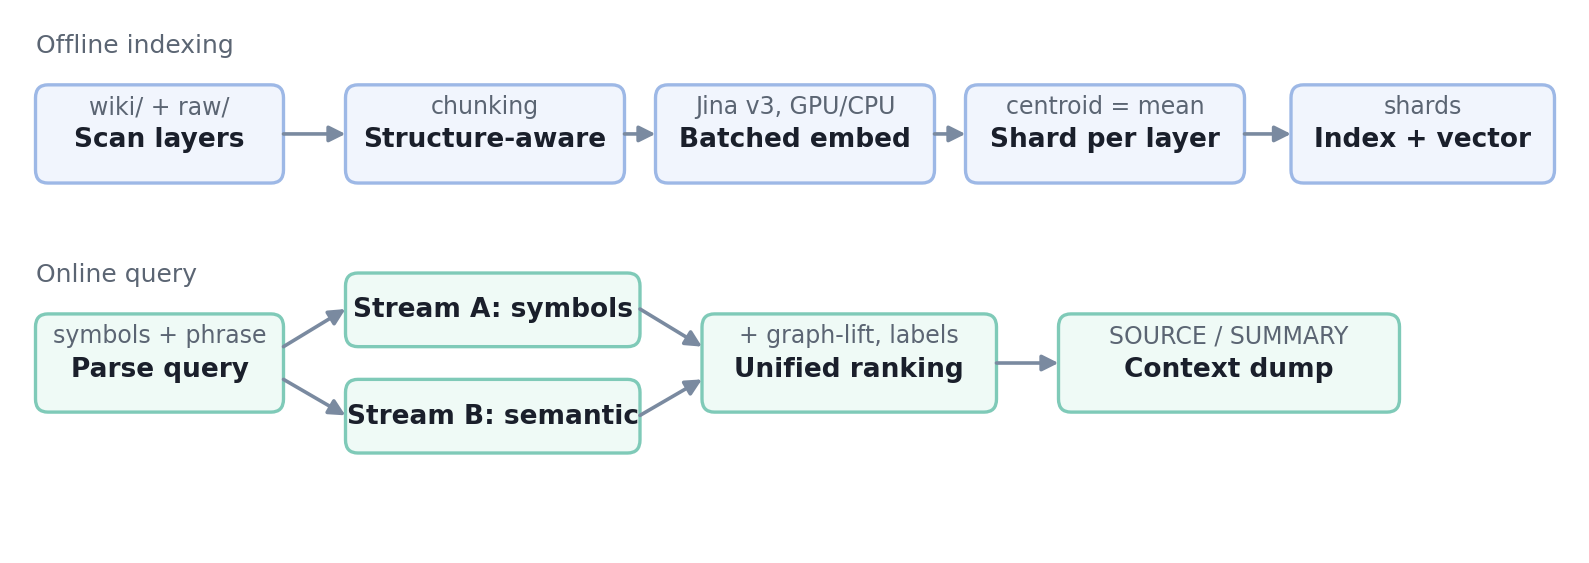 Offline indexing
wiki/ + raw/
Scan layers
chunking
Structure-aware
Jina v3, GPU/CPU
Batched embed
centroid = mean
Shard per layer
shards
Index + vector
Online query
symbols + phrase
Parse query
Stream A: symbols
Stream B: semantic
+ graph-lift, labels
Unified ranking
SOURCE / SUMMARY
Context dump